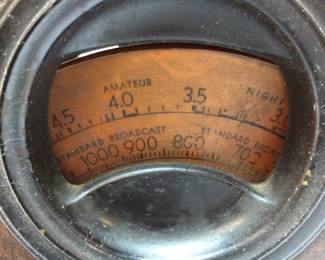 AMATEUR NIGHT
4.5 4.0 3.5
STANDARD BROADCAST STANDARD
1000 900 800